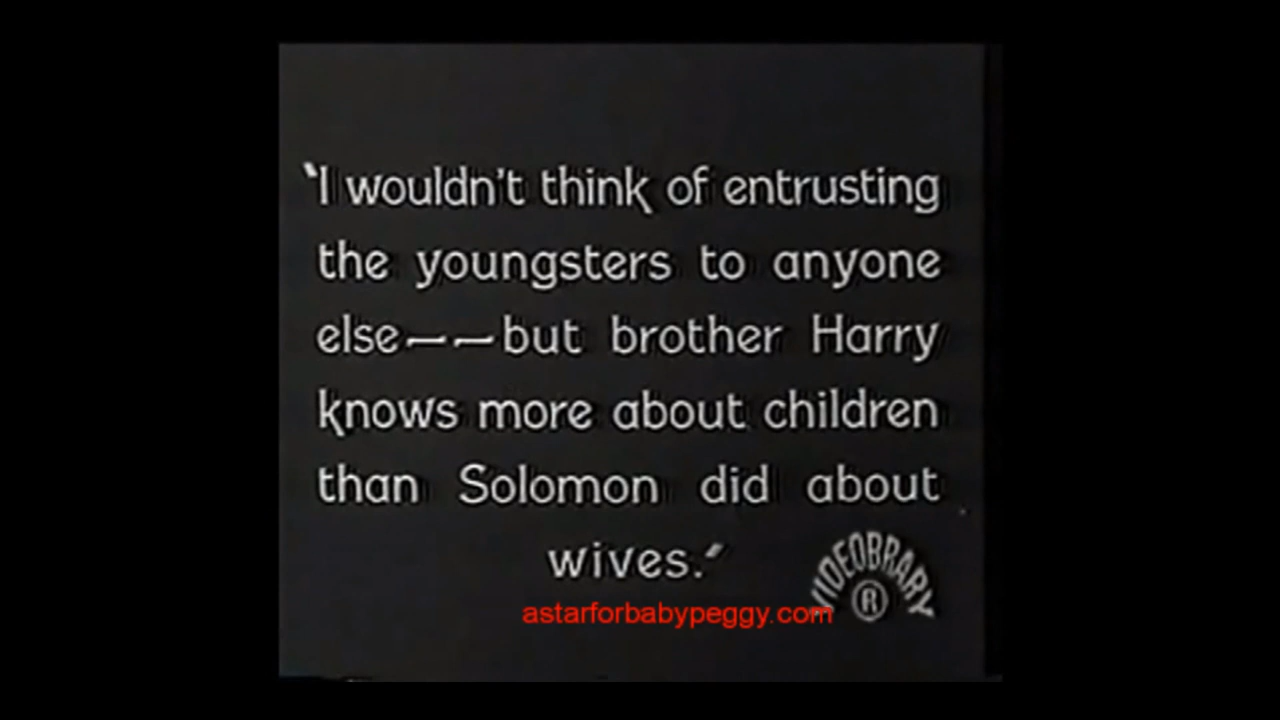 "I wouldn't think of entrusting
the youngsters to anyone
else——but brother Harry
knows more about children
than Solomon did about
wives."
VIDEOBRARY
®
astarforbabypeggy.com